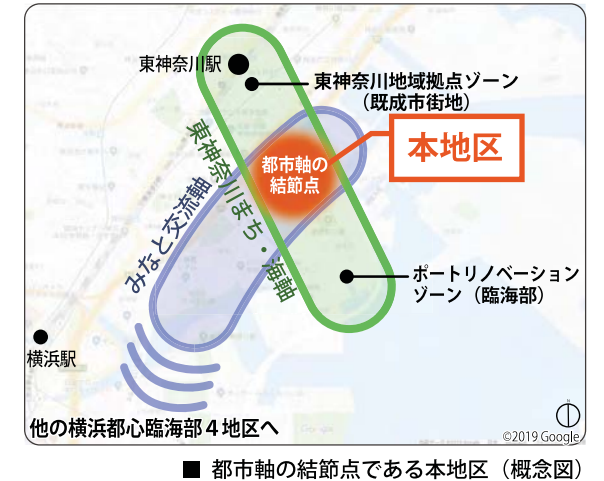 東神奈川駅
東神奈川地域拠点ゾーン
（既成市街地）
本地区
都市軸の
結節点
東神奈川まち・海軸
みなと交流軸
ポートリノベーション
ゾーン（臨海部）
横浜駅
他の横浜都心臨海部４地区へ
N
©2019 Google
■ 都市軸の結節点である本地区（概念図）